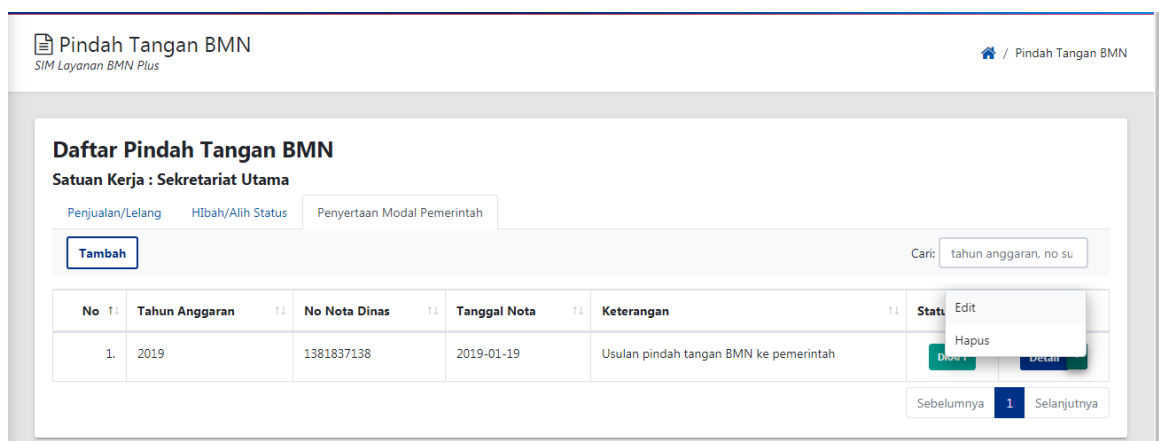 Pindah Tangan BMN
SIM Layanan BMN Plus
/ Pindah Tangan BMN
Daftar Pindah Tangan BMN
Satuan Kerja : Sekretariat Utama
Penjualan/Lelang HIbah/Alih Status Penyertaan Modal Pemerintah
Tambah Cari: tahun anggaran, no su
No Tahun Anggaran No Nota Dinas Tanggal Nota Keterangan Statu
Edit
Hapus
1. 2019 1381837138 2019-01-19 Usulan pindah tangan BMN ke pemerintah DRAFT Detail
Sebelumnya 1 Selanjutnya